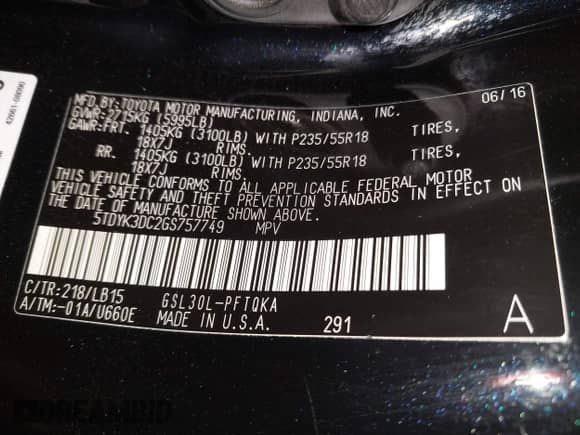 42661-08090
MFD. BY: TOYOTA MOTOR MANUFACTURING, INDIANA, INC.
GVWR: 2715KG (5995LB) 06/16
GAWR:FRT. 1405KG (3100LB) WITH P235/55R18 TIRES,
18X7J RIMS.
RR. 1405KG (3100LB) WITH P235/55R18 TIRES,
18X7J RIMS.
THIS VEHICLE CONFORMS TO ALL APPLICABLE FEDERAL MOTOR
VEHICLE SAFETY AND THEFT PREVENTION STANDARDS IN EFFECT ON
THE DATE OF MANUFACTURE SHOWN ABOVE.
5TDYK3DC2GS757749 MPV
C/TR:218/LB15 GSL30L-PFTQKA
A/TM:-01A/U660E MADE IN U.S.A. 291 A
DREAMBID